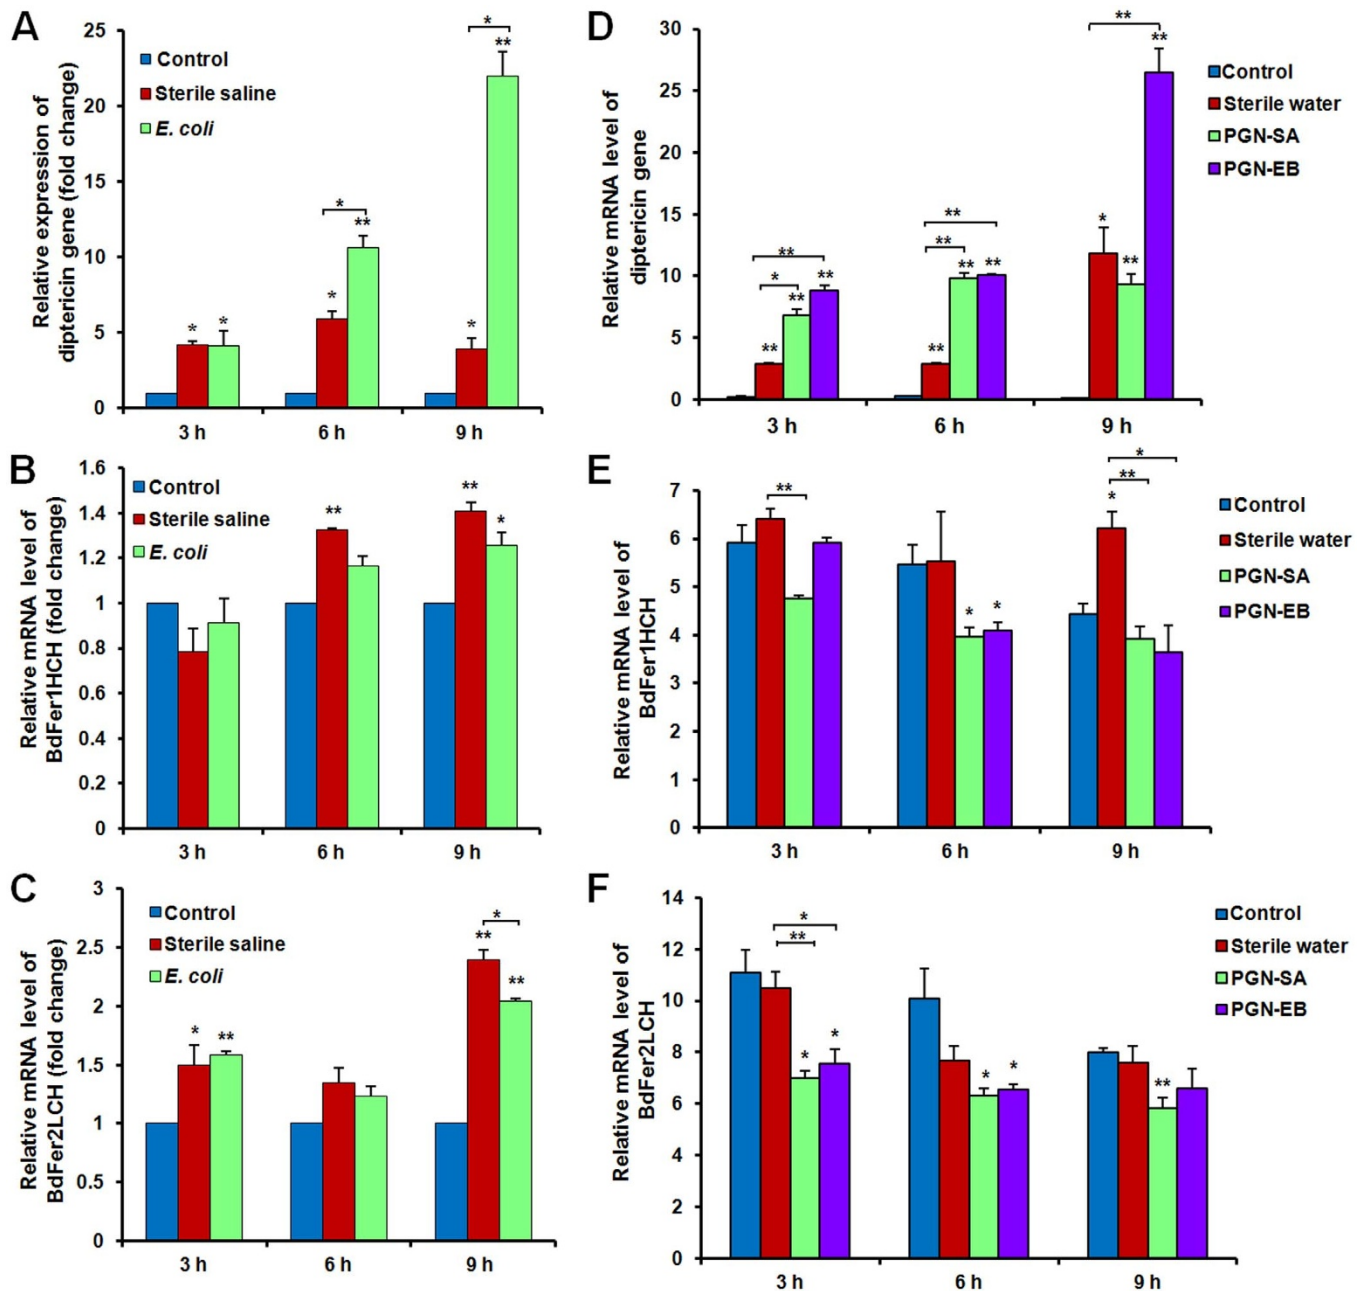 A
Relative expression of
diptericin gene (fold change)
25
20
15
10
5
0
Control
Sterile saline
E. coli
* * * * ** * ** *
3 h 6 h 9 h
D
Relative mRNA level of
diptericin gene
30
25
20
15
10
5
0
Control
Sterile water
PGN-SA
PGN-EB
** ** ** * ** ** ** ** ** ** ** * ** ** **
3 h 6 h 9 h
B
Relative mRNA level of
BdFer1HCH (fold change)
1.6
1.4
1.2
1
0.8
0.6
0.4
0.2
0
Control
Sterile saline
E. coli
** ** *
3 h 6 h 9 h
E
Relative mRNA level of
BdFer1HCH
7
6
5
4
3
2
1
0
Control
Sterile water
PGN-SA
PGN-EB
** * * * ** *
3 h 6 h 9 h
C
Relative mRNA level of
BdFer2LCH (fold change)
3
2.5
2
1.5
1
0.5
0
Control
Sterile saline
E. coli
* ** ** ** *
3 h 6 h 9 h
F
Relative mRNA level of
BdFer2LCH
14
12
10
8
6
4
2
0
Control
Sterile water
PGN-SA
PGN-EB
* ** * * * * **
3 h 6 h 9 h